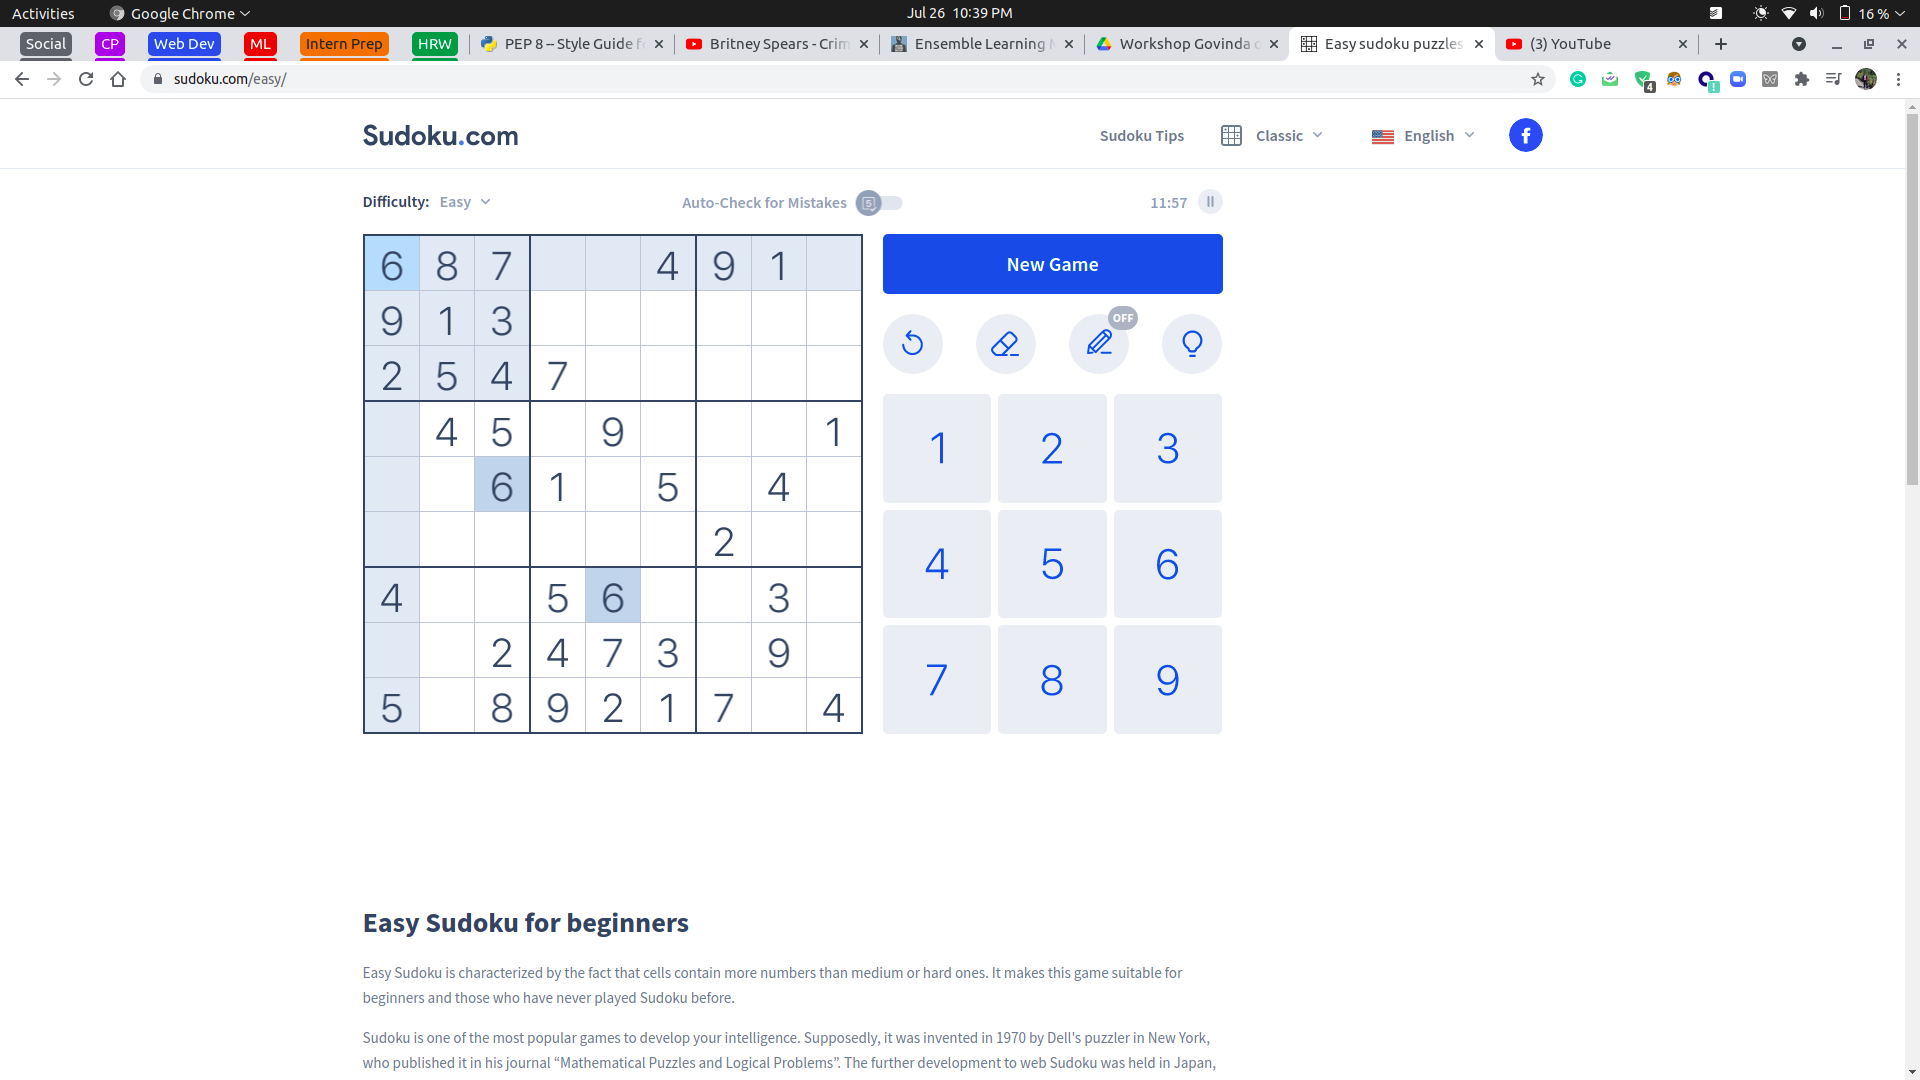 Activities Google Chrome Jul 26 10:39 PM 16 %
Social CP Web Dev ML Intern Prep HRW PEP 8 – Style Guide f Britney Spears - Crim Ensemble Learning Workshop Govinda Easy sudoku puzzles (3) YouTube
sudoku.com/easy/ 4 !
Sudoku.com Sudoku Tips Classic English f
Difficulty: Easy Auto-Check for Mistakes 5 11:57
6 8 7 4 9 1
9 1 3
2 5 4 7
4 5 9 1
6 1 5 4
2
4 5 6 3
2 4 7 3 9
5 8 9 2 1 7 4
New Game
OFF
1 2 3
4 5 6
7 8 9
Easy Sudoku for beginners
Easy Sudoku is characterized by the fact that cells contain more numbers than medium or hard ones. It makes this game suitable for
beginners and those who have never played Sudoku before.
Sudoku is one of the most popular games to develop your intelligence. Supposedly, it was invented in 1970 by Dell's puzzler in New York,
who published it in his journal “Mathematical Puzzles and Logical Problems”. The further development to web Sudoku was held in Japan,